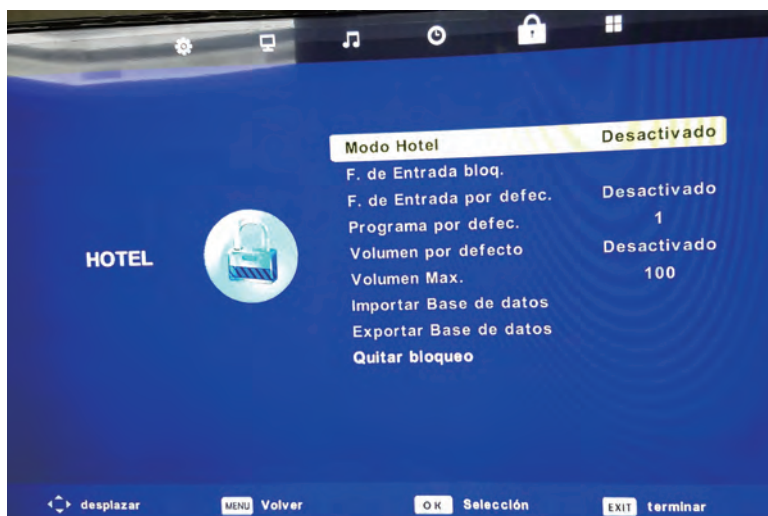 HOTEL
Modo Hotel Desactivado
F. de Entrada bloq.
F. de Entrada por defec. Desactivado
Programa por defec. 1
Volumen por defecto Desactivado
Volumen Max. 100
Importar Base de datos
Exportar Base de datos
Quitar bloqueo
desplazar MENU Volver OK Selección EXIT terminar